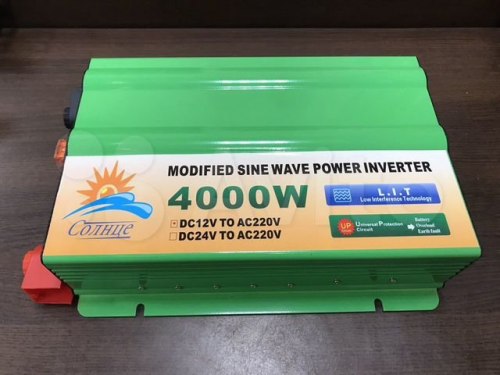 MODIFIED SINE WAVE POWER INVERTER
4000W
DC12V TO AC220V
DC24V TO AC220V
Солнце
L.I.T
Low Interference Technology
UP
Universal Protection
Circuit
Battery
Overload
Earth fault